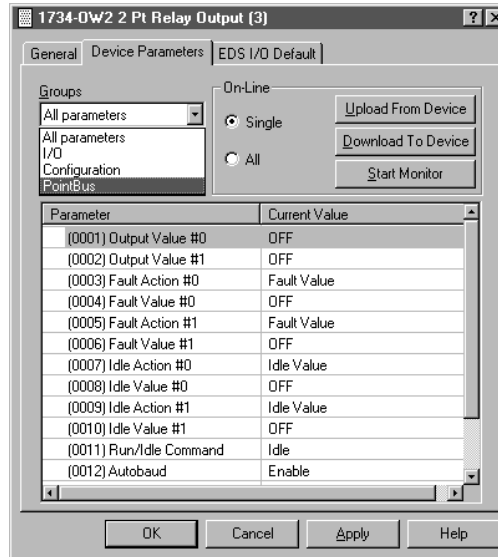 1734-OW2 2 Pt Relay Output (3)
General Device Parameters EDS I/O Default
Groups
All parameters
All parameters
I/O
Configuration
PointBus
On-Line
Single
All
Upload From Device
Download To Device
Start Monitor
Parameter Current Value
(0001) Output Value #0 OFF
(0002) Output Value #1 OFF
(0003) Fault Action #0 Fault Value
(0004) Fault Value #0 OFF
(0005) Fault Action #1 Fault Value
(0006) Fault Value #1 OFF
(0007) Idle Action #0 Idle Value
(0008) Idle Value #0 OFF
(0009) Idle Action #1 Idle Value
(0010) Idle Value #1 OFF
(0011) Run/Idle Command Idle
(0012) Autobaud Enable
OK Cancel Apply Help